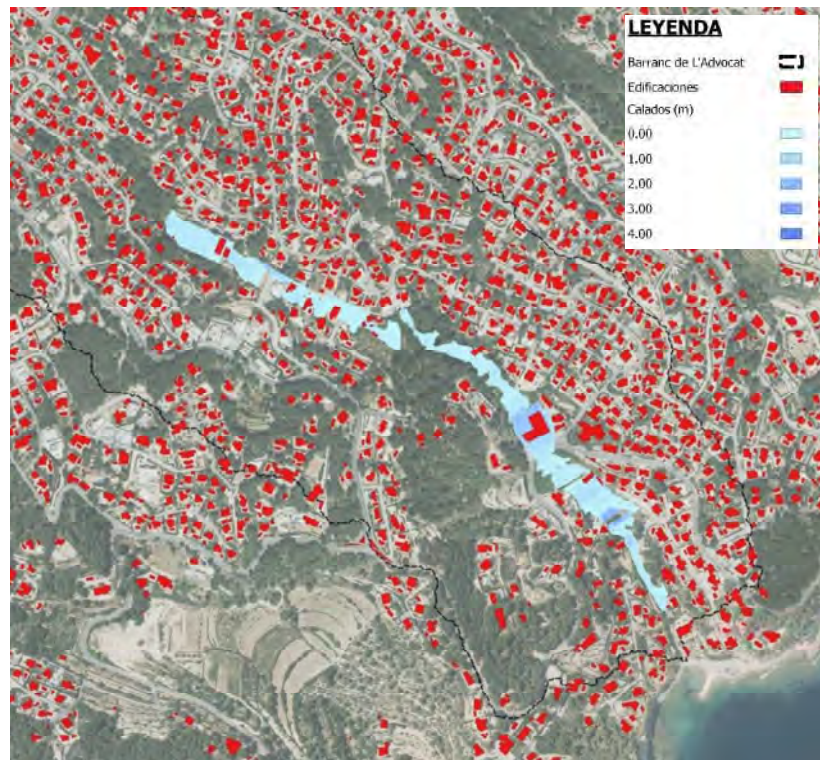 LEYENDA
Barranc de L'Advocat
Edificaciones
Calados (m)
0.00
1.00
2.00
3.00
4.00